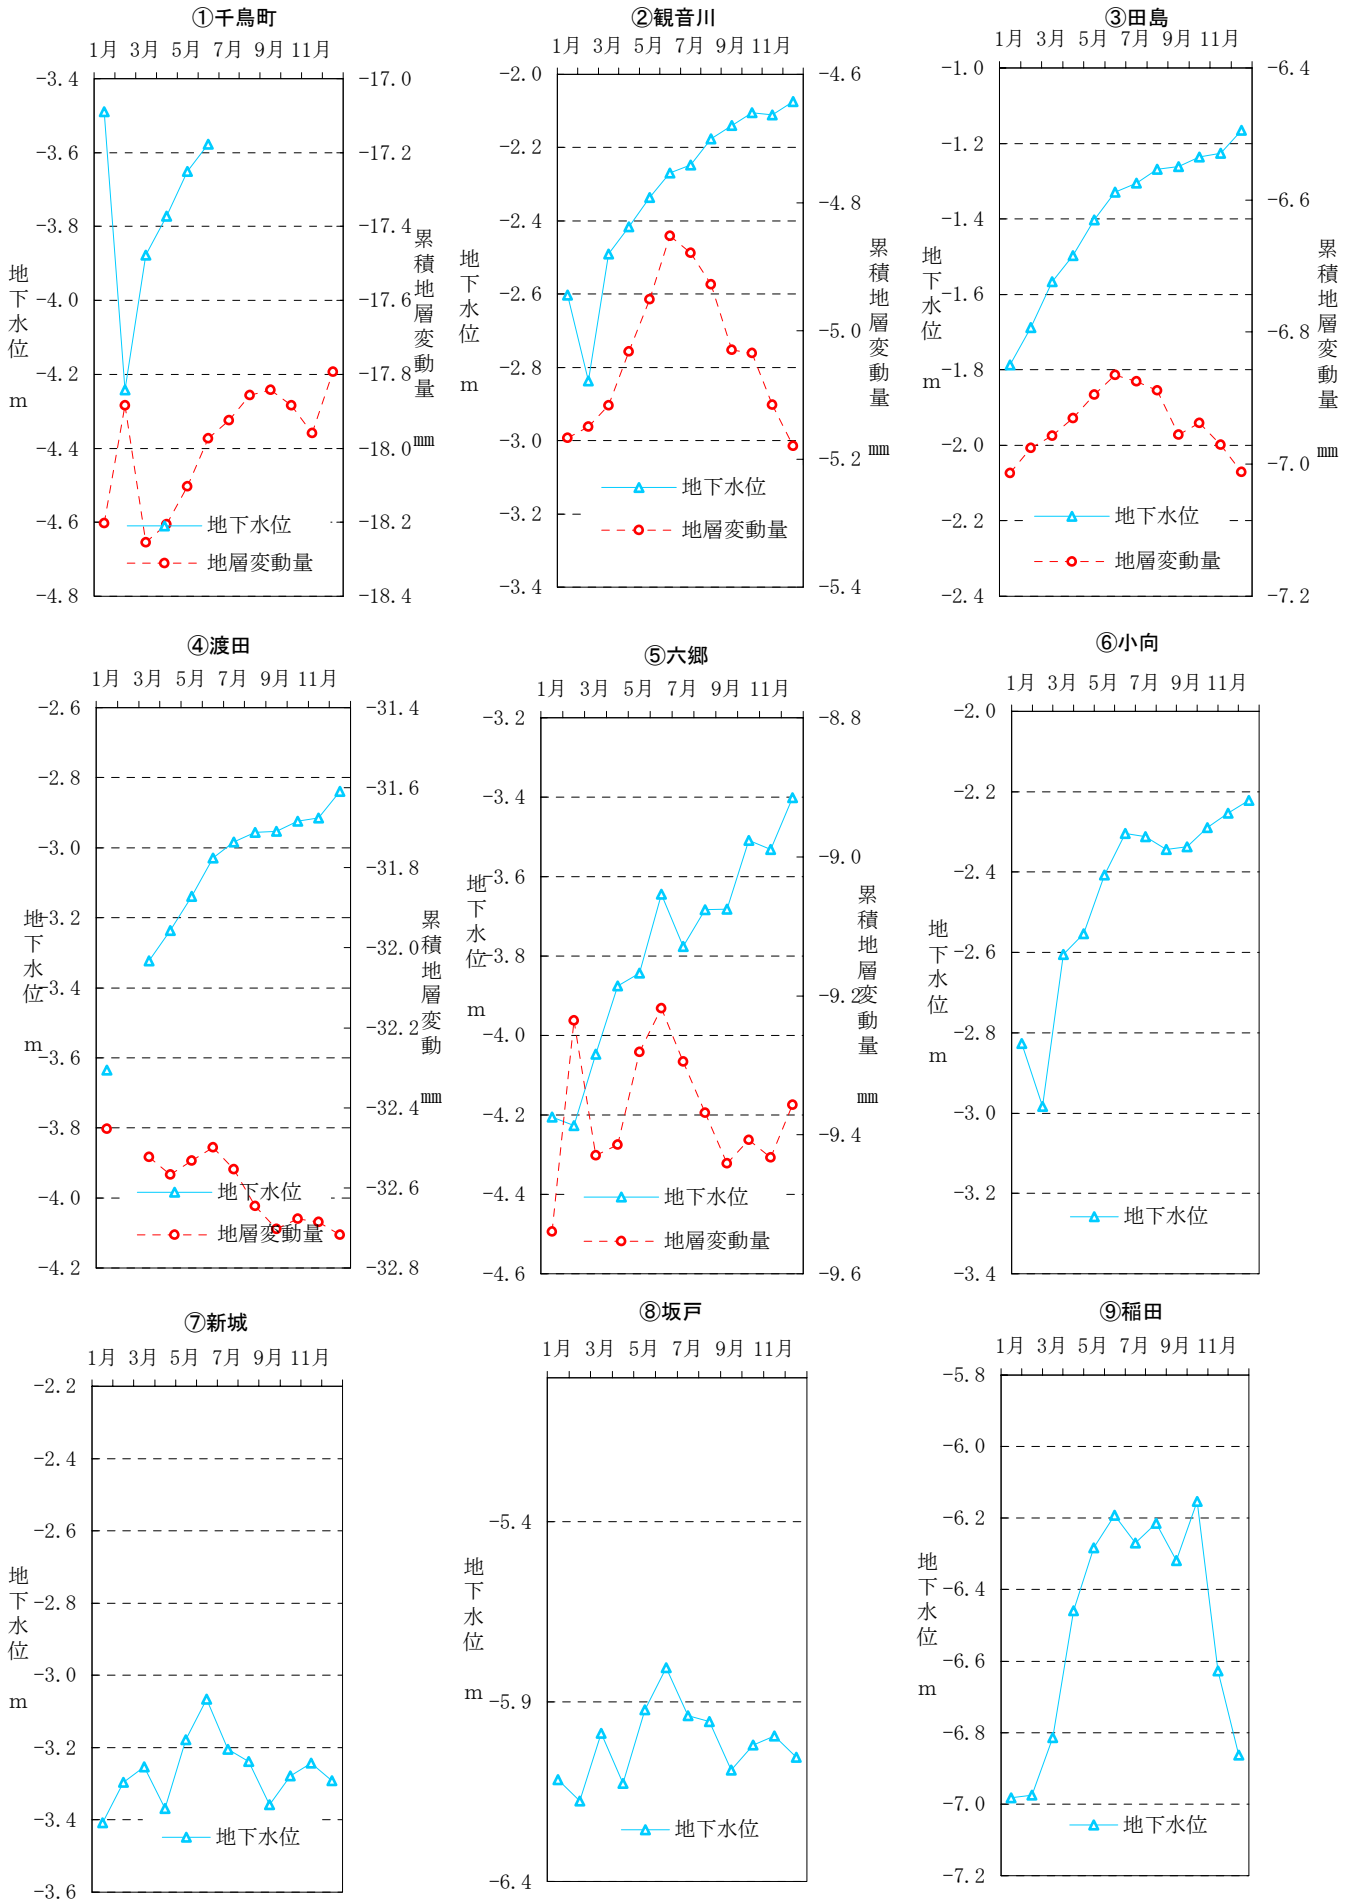 ①千鳥町
1月 3月 5月 7月 9月 11月
-3.4
-3.6
-3.8
-4.0
-4.2
-4.4
-4.6
-4.8
地下水位 m
-17.0
-17.2
-17.4
-17.6
-17.8
-18.0
-18.2
-18.4
累積地層変動量 mm
地下水位
地層変動量
②観音川
1月 3月 5月 7月 9月 11月
-2.0
-2.2
-2.4
-2.6
-2.8
-3.0
-3.2
-3.4
地下水位 m
-4.6
-4.8
-5.0
-5.2
-5.4
累積地層変動量 mm
地下水位
地層変動量
③田島
1月 3月 5月 7月 9月 11月
-1.0
-1.2
-1.4
-1.6
-1.8
-2.0
-2.2
-2.4
地下水位 m
-6.4
-6.6
-6.8
-7.0
-7.2
累積地層変動量 mm
地下水位
地層変動量
④渡田
1月 3月 5月 7月 9月 11月
-2.6
-2.8
-3.0
-3.2
-3.4
-3.6
-3.8
-4.0
-4.2
地下水位 m
-31.4
-31.6
-31.8
-32.0
-32.2
-32.4
-32.6
-32.8
累積地層変動 mm
地下水位
地層変動量
⑤六郷
1月 3月 5月 7月 9月 11月
-3.2
-3.4
-3.6
-3.8
-4.0
-4.2
-4.4
-4.6
地下水位 m
-8.8
-9.0
-9.2
-9.4
-9.6
累積地層変動量 mm
地下水位
地層変動量
⑥小向
1月 3月 5月 7月 9月 11月
-2.0
-2.2
-2.4
-2.6
-2.8
-3.0
-3.2
-3.4
地下水位 m
地下水位
⑦新城
1月 3月 5月 7月 9月 11月
-2.2
-2.4
-2.6
-2.8
-3.0
-3.2
-3.4
-3.6
地下水位 m
地下水位
⑧坂戸
1月 3月 5月 7月 9月 11月
-5.4
-5.9
-6.4
地下水位 m
地下水位
⑨稲田
1月 3月 5月 7月 9月 11月
-5.8
-6.0
-6.2
-6.4
-6.6
-6.8
-7.0
-7.2
地下水位 m
地下水位